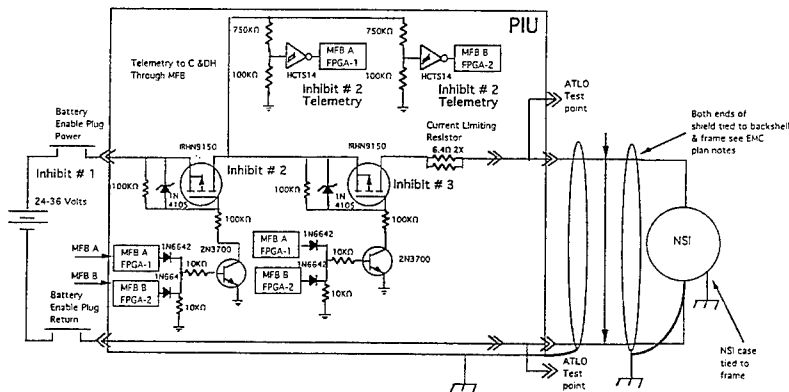 PIU
750KΩ
750KΩ
Telemetry to C &DH
Through MFB
MFB A
FPGA-1
MFB B
FPGA-2
HCTS14
HCTS14
100KΩ
100KΩ
Inhibit # 2
Telemetry
Inhibit # 2
Telemetry
ATLO
Test
point
Both ends of
shield tied to backshell
& frame see EMC
plan notes
Battery
Enable Plug
Power
Current Limiting
Resistor
IRHN9150
IRHN9150
6.4Ω 2X
Inhibit # 1
Inhibit # 2
Inhibit # 3
100KΩ
1N
4105
100KΩ
1N
4105
24-36 Volts
100KΩ
100KΩ
NSI
MFB A
MFB A
FPGA-1
1N6642
2N3700
MFB A
FPGA-1
1N6642
2N3700
MFB B
MFB B
FPGA-2
1N664
10KΩ
MFB B
FPGA-2
1N6642
10KΩ
10KΩ
10KΩ
Battery
Enable Plug
Return
ATLO
Test
point
NSI case
tied to
frame